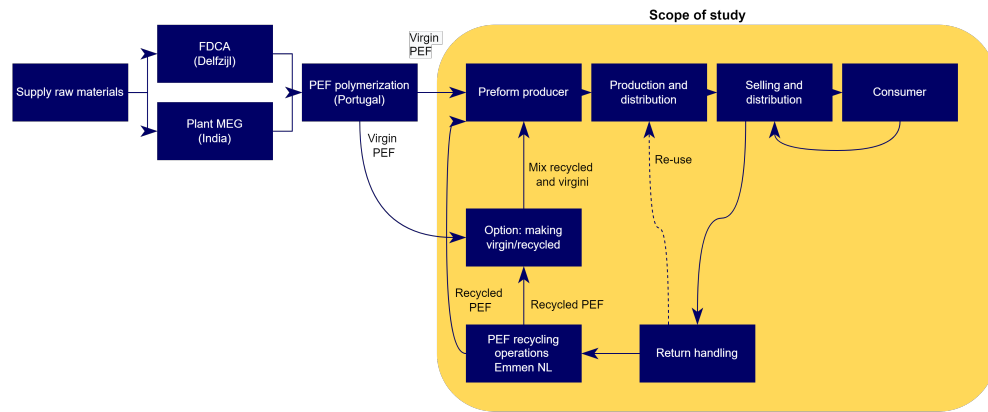 Scope of study
Supply raw materials
FDCA
(Delfzijl)
Plant MEG
(India)
PEF polymerization
(Portugal)
Virgin
PEF
Preform producer
Production and
distribution
Selling and
distribution
Consumer
Virgin
PEF
Mix recycled
and virgini
Re-use
Option: making
virgin/recycled
Recycled
PEF
Recycled PEF
PEF recycling
operations
Emmen NL
Return handling